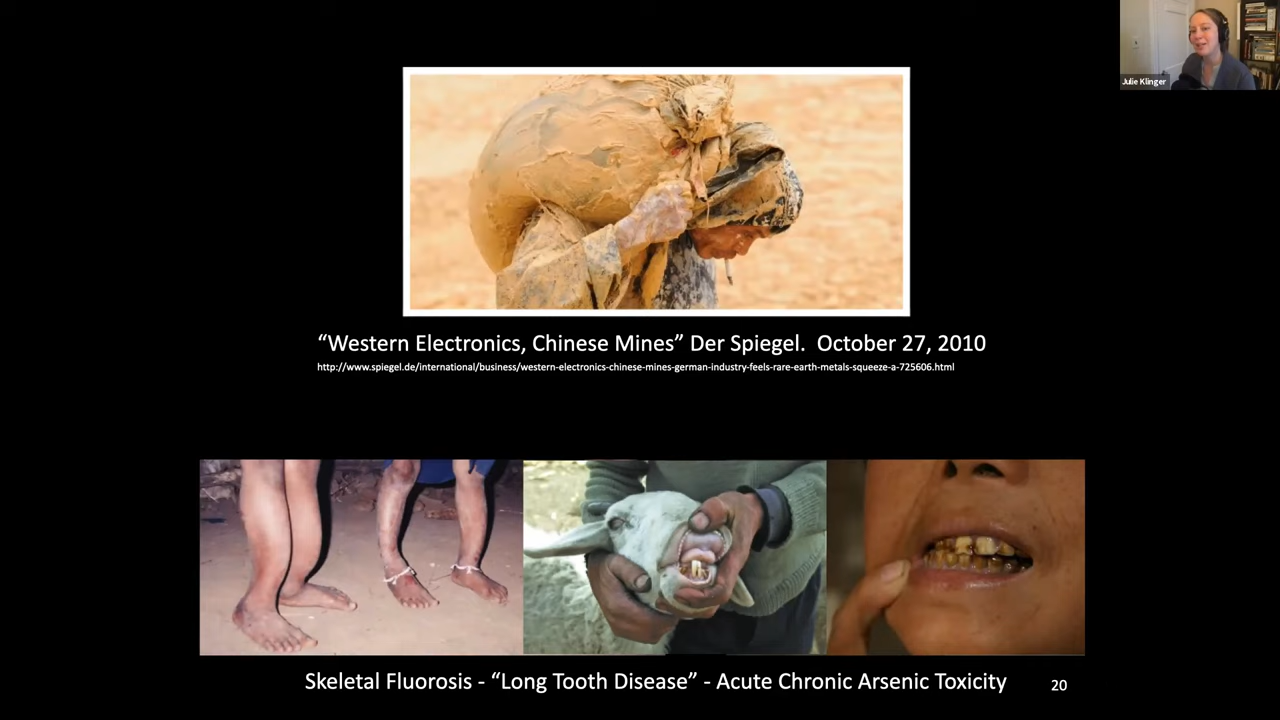 Julie Klinger
“Western Electronics, Chinese Mines” Der Spiegel.  October 27, 2010
http://www.spiegel.de/international/business/western-electronics-chinese-mines-german-industry-feels-rare-earth-metals-squeeze-a-725606.html
Skeletal Fluorosis - “Long Tooth Disease” - Acute Chronic Arsenic Toxicity
20